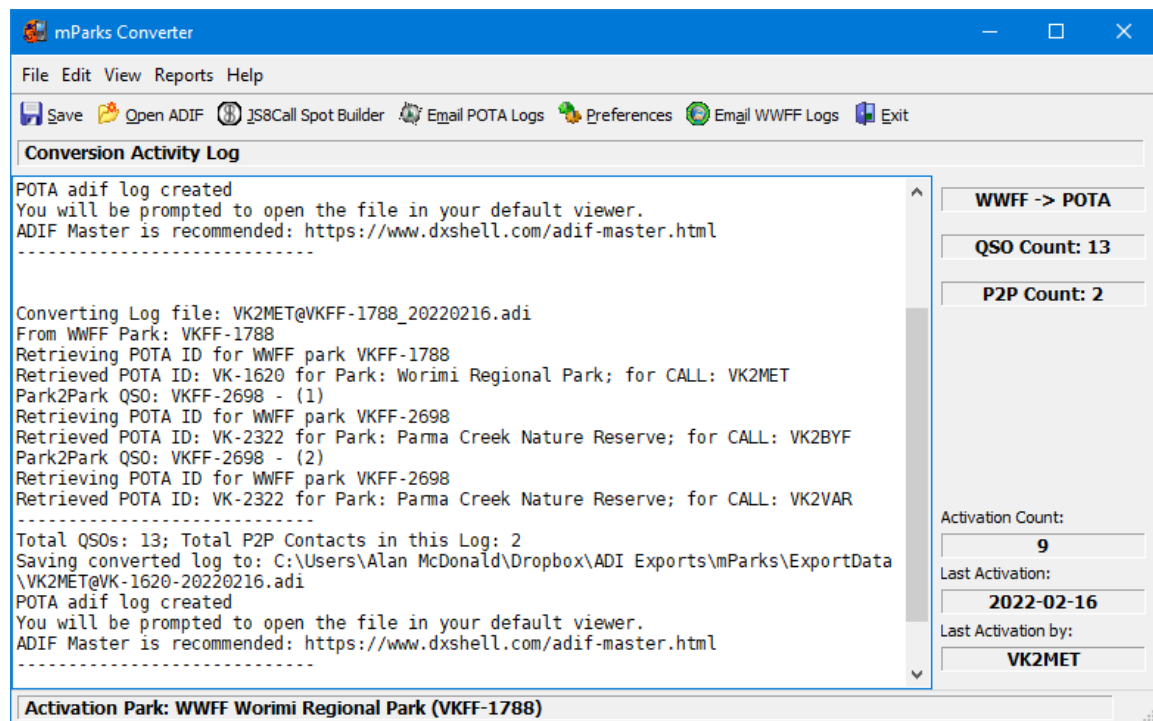 mParks Converter
File Edit View Reports Help
Save Open ADIF JS8Call Spot Builder Email POTA Logs Preferences Email WWFF Logs Exit
Conversion Activity Log
POTA adif log created
You will be prompted to open the file in your default viewer.
ADIF Master is recommended: https://www.dxshell.com/adif-master.html
-----------------------------
Converting Log file: VK2MET@VKFF-1788_20220216.adi
From WWFF Park: VKFF-1788
Retrieving POTA ID for WWFF park VKFF-1788
Retrieved POTA ID: VK-1620 for Park: Worimi Regional Park; for CALL: VK2MET
Park2Park QSO: VKFF-2698 - (1)
Retrieving POTA ID for WWFF park VKFF-2698
Retrieved POTA ID: VK-2322 for Park: Parma Creek Nature Reserve; for CALL: VK2BYF
Park2Park QSO: VKFF-2698 - (2)
Retrieving POTA ID for WWFF park VKFF-2698
Retrieved POTA ID: VK-2322 for Park: Parma Creek Nature Reserve; for CALL: VK2VAR
-----------------------------
Total QSOs: 13; Total P2P Contacts in this Log: 2
Saving converted log to: C:\Users\Alan McDonald\Dropbox\ADI Exports\mParks\ExportData
\VK2MET@VK-1620-20220216.adi
POTA adif log created
You will be prompted to open the file in your default viewer.
ADIF Master is recommended: https://www.dxshell.com/adif-master.html
-----------------------------
WWFF -> POTA
QSO Count: 13
P2P Count: 2
Activation Count:
9
Last Activation:
2022-02-16
Last Activation by:
VK2MET
Activation Park: WWFF Worimi Regional Park (VKFF-1788)